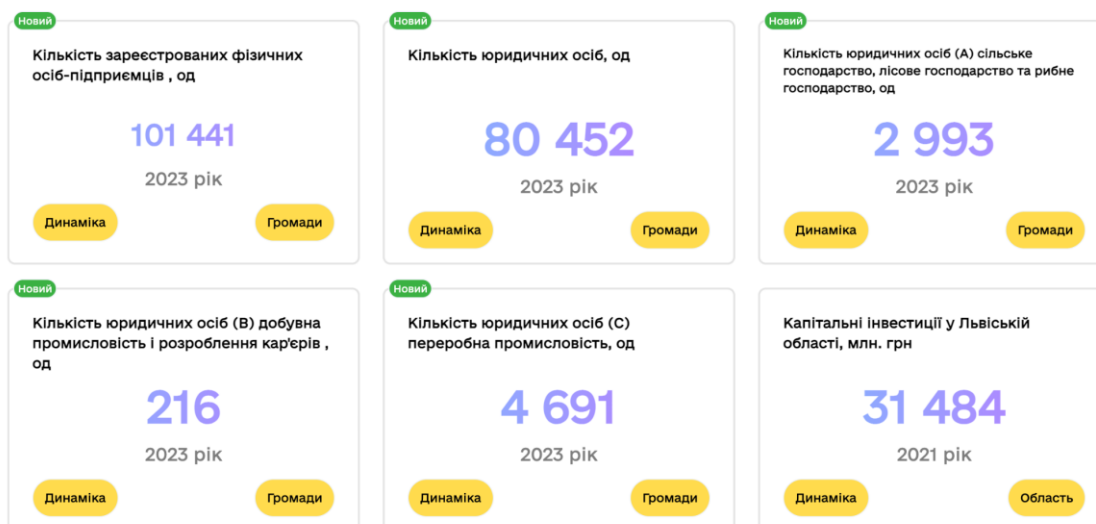 Новий
Кількість зареєстрованих фізичних
осіб-підприємців , од
101 441
2023 рік
Динаміка
Громади
Новий
Кількість юридичних осіб, од
80 452
2023 рік
Динаміка
Громади
Новий
Кількість юридичних осіб (А) сільське
господарство, лісове господарство та рибне
господарство, од
2 993
2023 рік
Динаміка
Громади
Новий
Кількість юридичних осіб (В) добувна
промисловість і розроблення кар'єрів ,
од
216
2023 рік
Динаміка
Громади
Новий
Кількість юридичних осіб (С)
переробна промисловість, од
4 691
2023 рік
Динаміка
Громади
Капітальні інвестиції у Львіській
області, млн. грн
31 484
2021 рік
Динаміка
Область